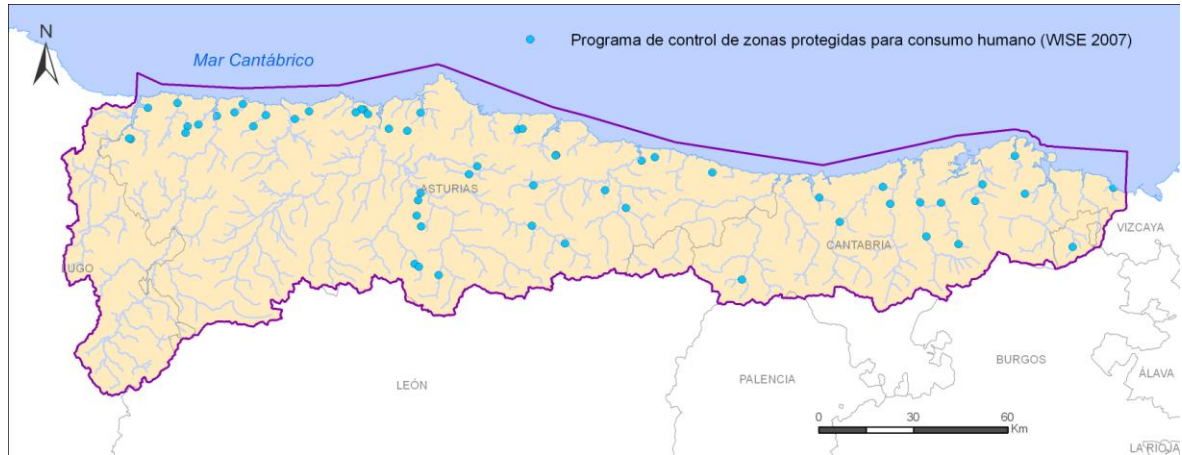 N
Programa de control de zonas protegidas para consumo humano (WISE 2007)
Mar Cantábrico
ASTURIAS
CANTABRIA
VIZCAYA
LUGO
LEÓN
PALENCIA
BURGOS
ÁLAVA
0 30 60
Km
LA RIOJA